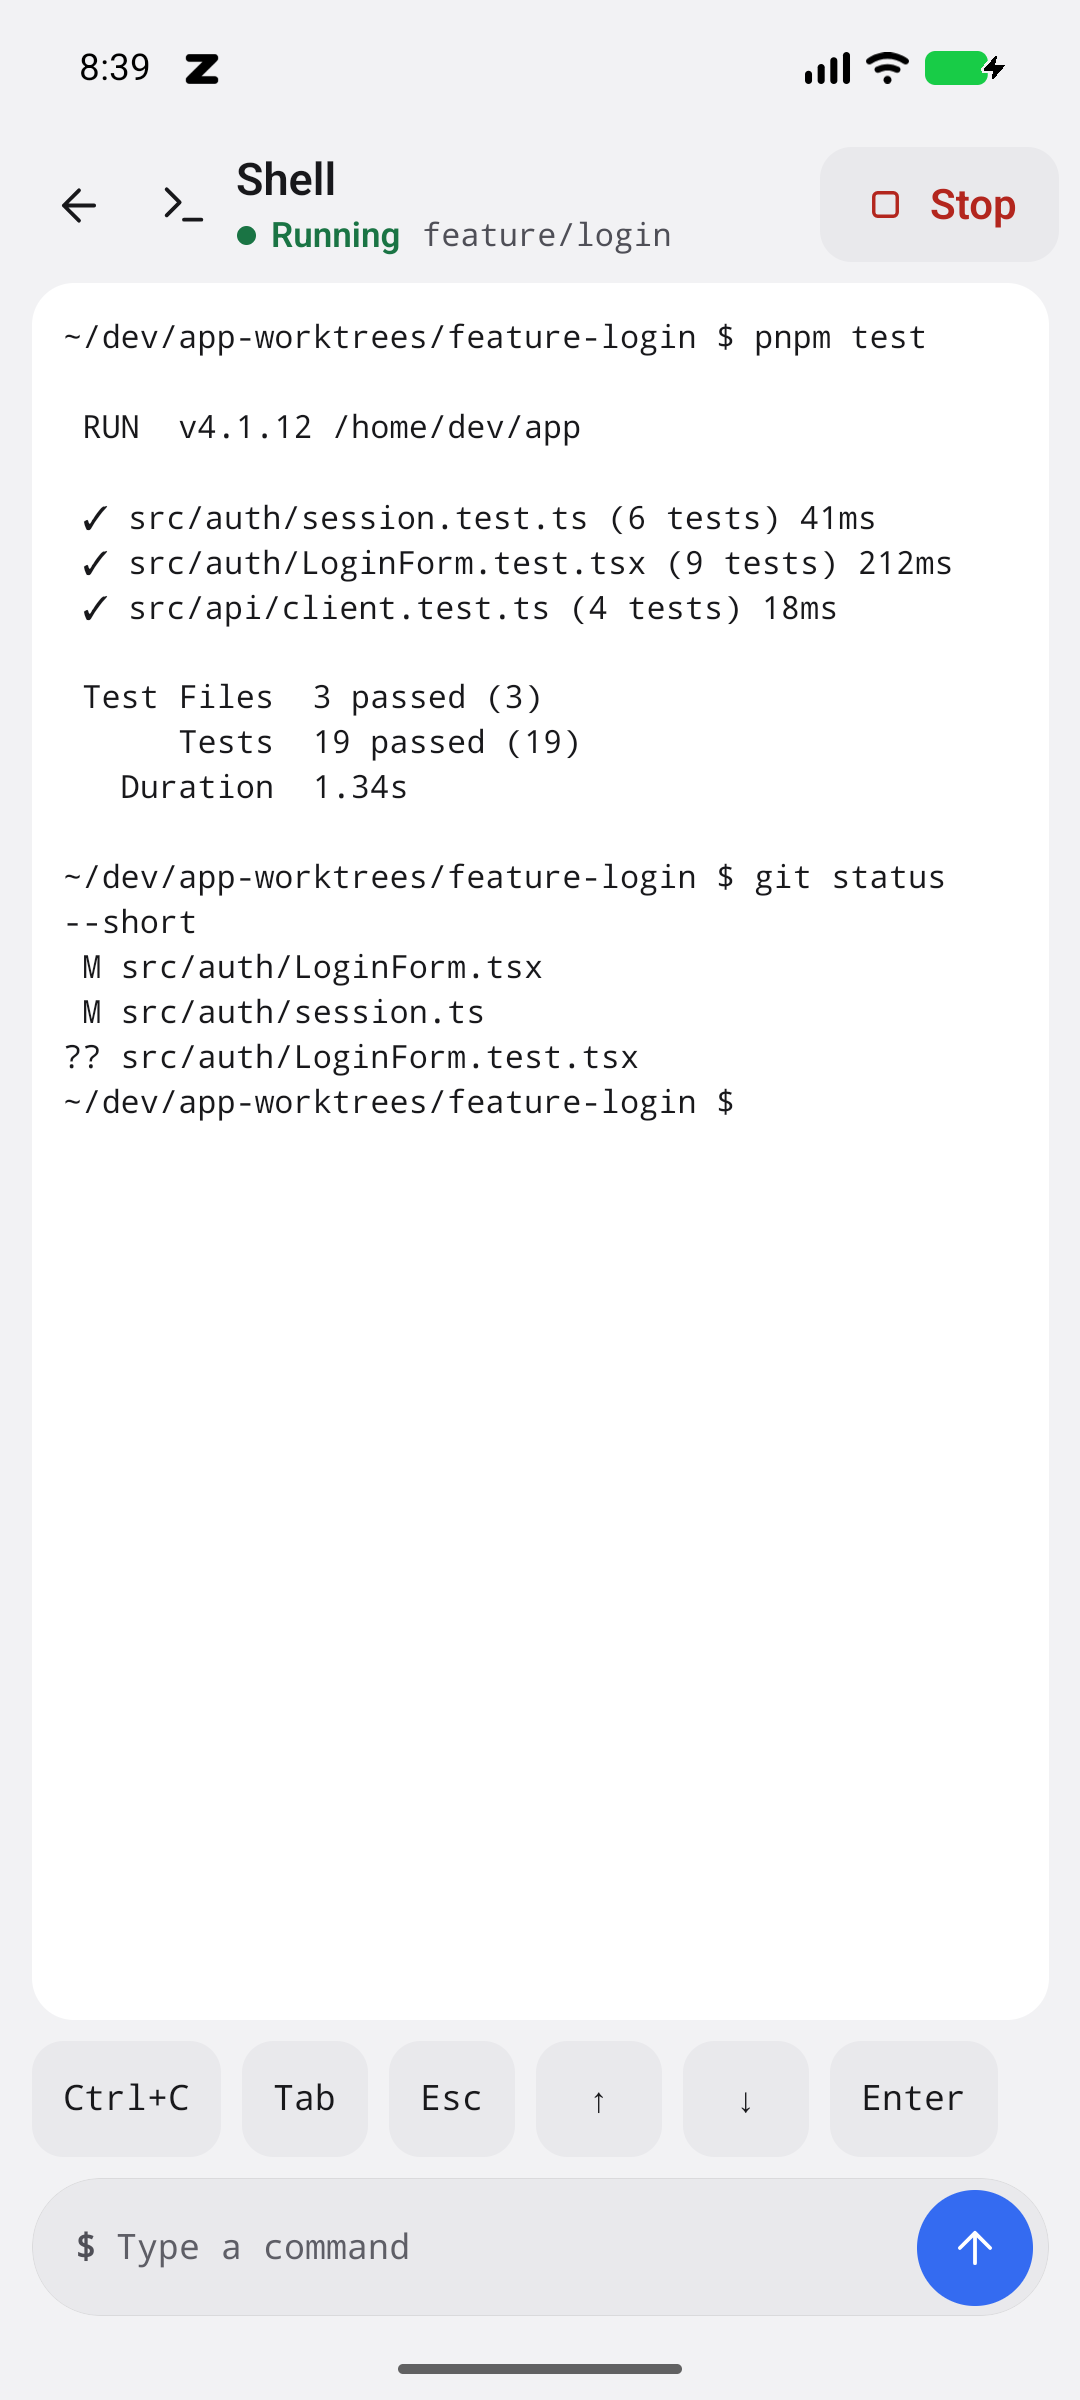 8:39
Shell
Running feature/login
Stop
~/dev/app-worktrees/feature-login $ pnpm test
RUN  v4.1.12 /home/dev/app
✓ src/auth/session.test.ts (6 tests) 41ms
✓ src/auth/LoginForm.test.tsx (9 tests) 212ms
✓ src/api/client.test.ts (4 tests) 18ms
Test Files  3 passed (3)
Tests  19 passed (19)
Duration  1.34s
~/dev/app-worktrees/feature-login $ git status
--short
M src/auth/LoginForm.tsx
M src/auth/session.ts
?? src/auth/LoginForm.test.tsx
~/dev/app-worktrees/feature-login $
Ctrl+C Tab Esc ↑ ↓ Enter
$ Type a command